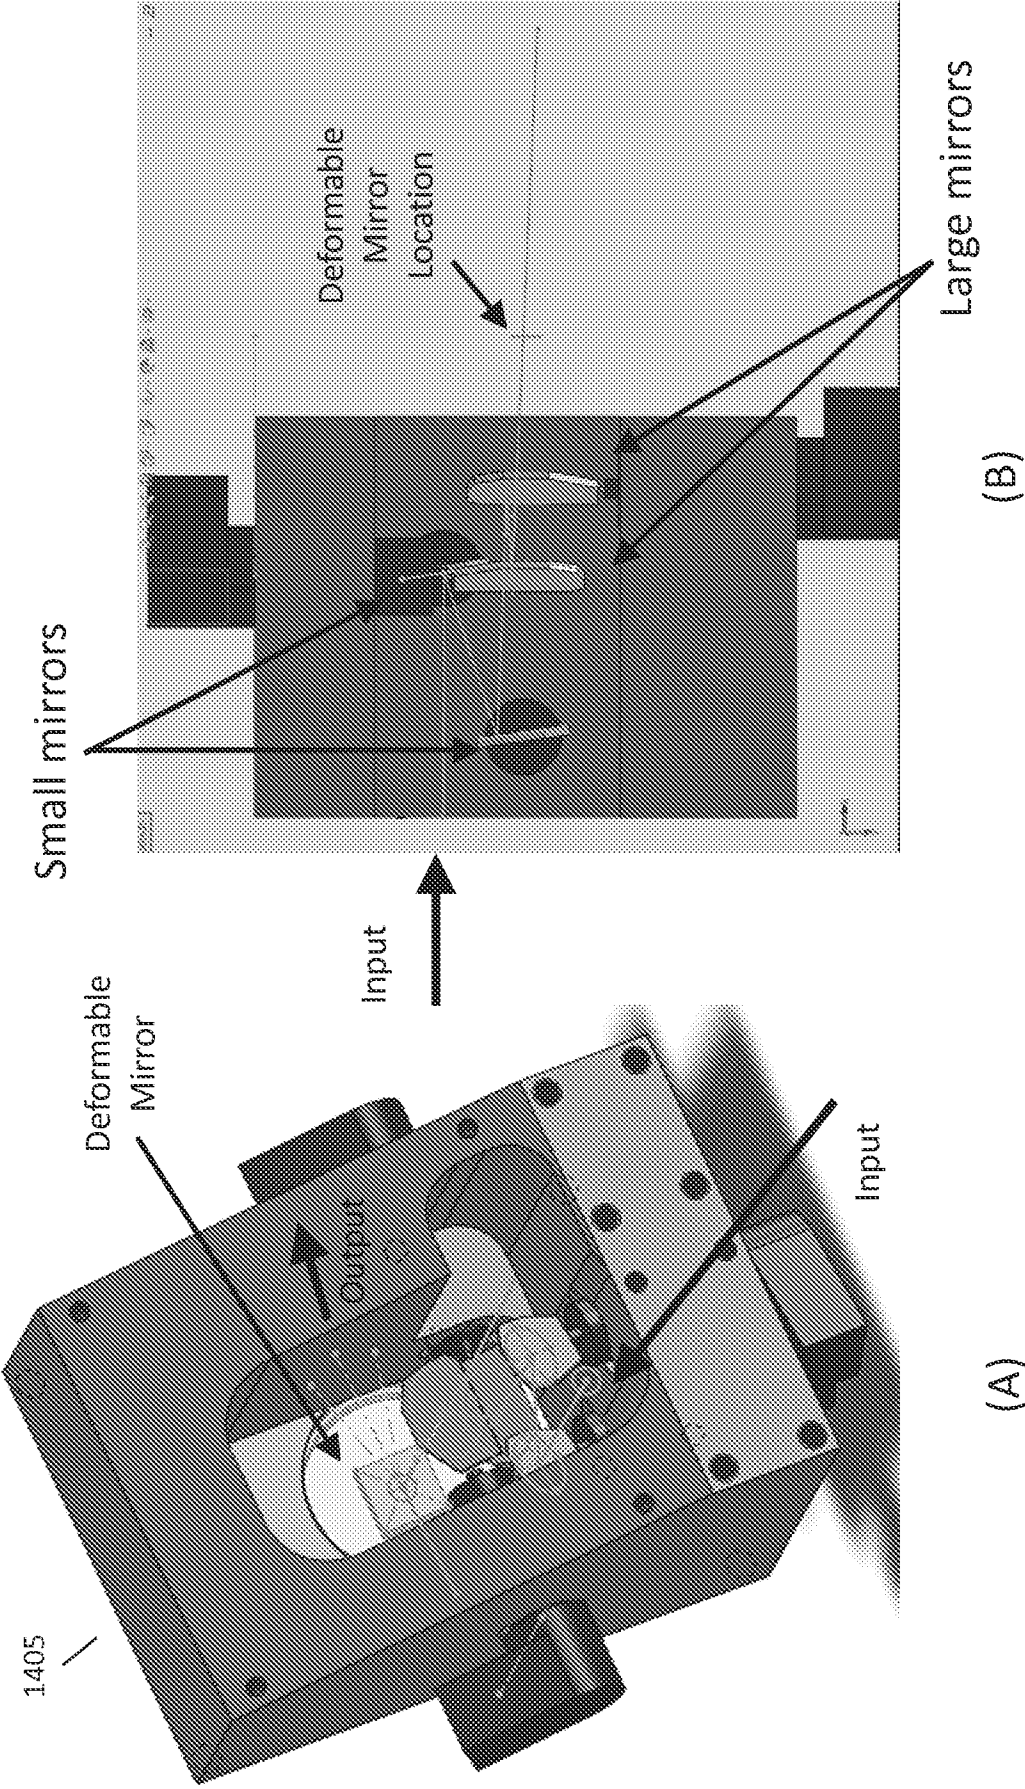 1405
Deformable
Mirror
Output
Input
(A)
Input
Small mirrors
Deformable
Mirror
Location
Large mirrors
(B)